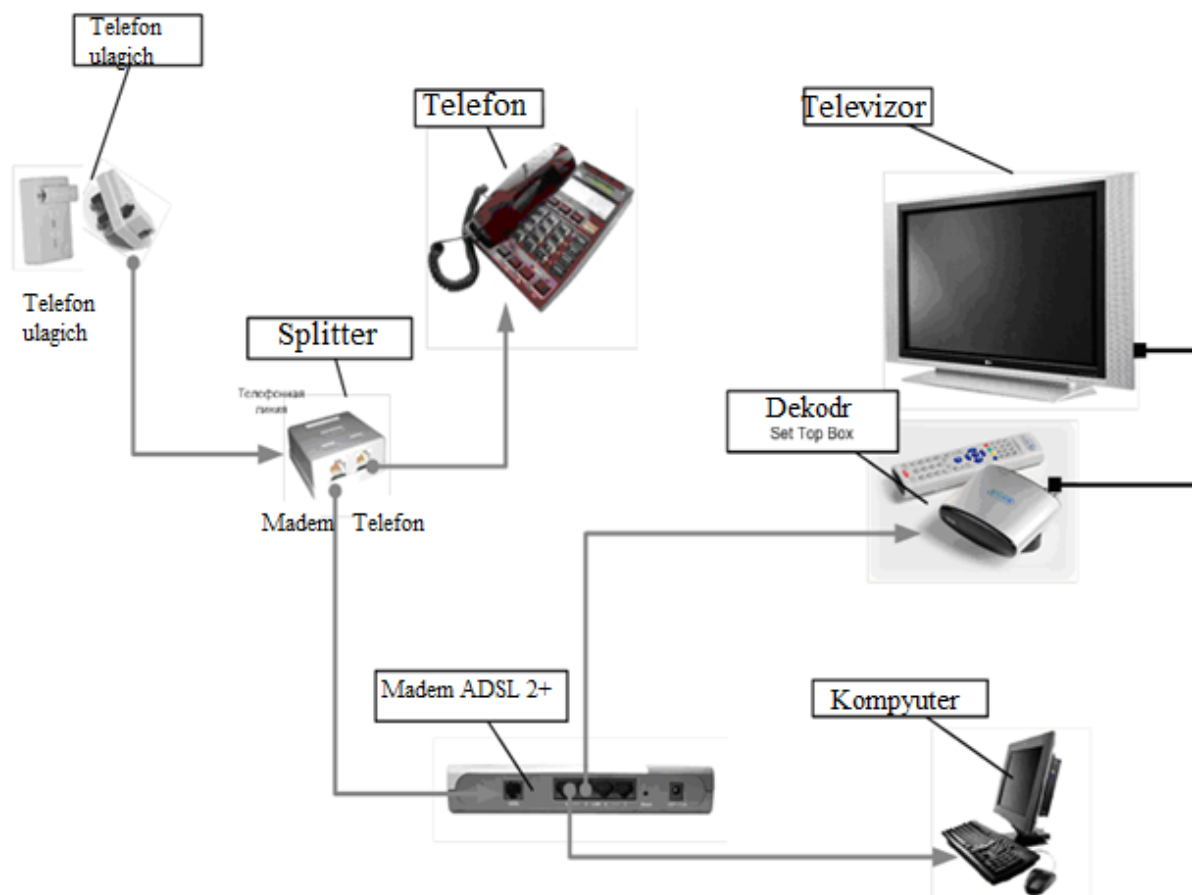 Telefon
ulagich
Telefon
Televizor
Telefon
ulagich
Splitter
Телефонная
линия
Dekodr
Set Top Box
Madem Telefon
Madem ADSL 2+
Kompyuter